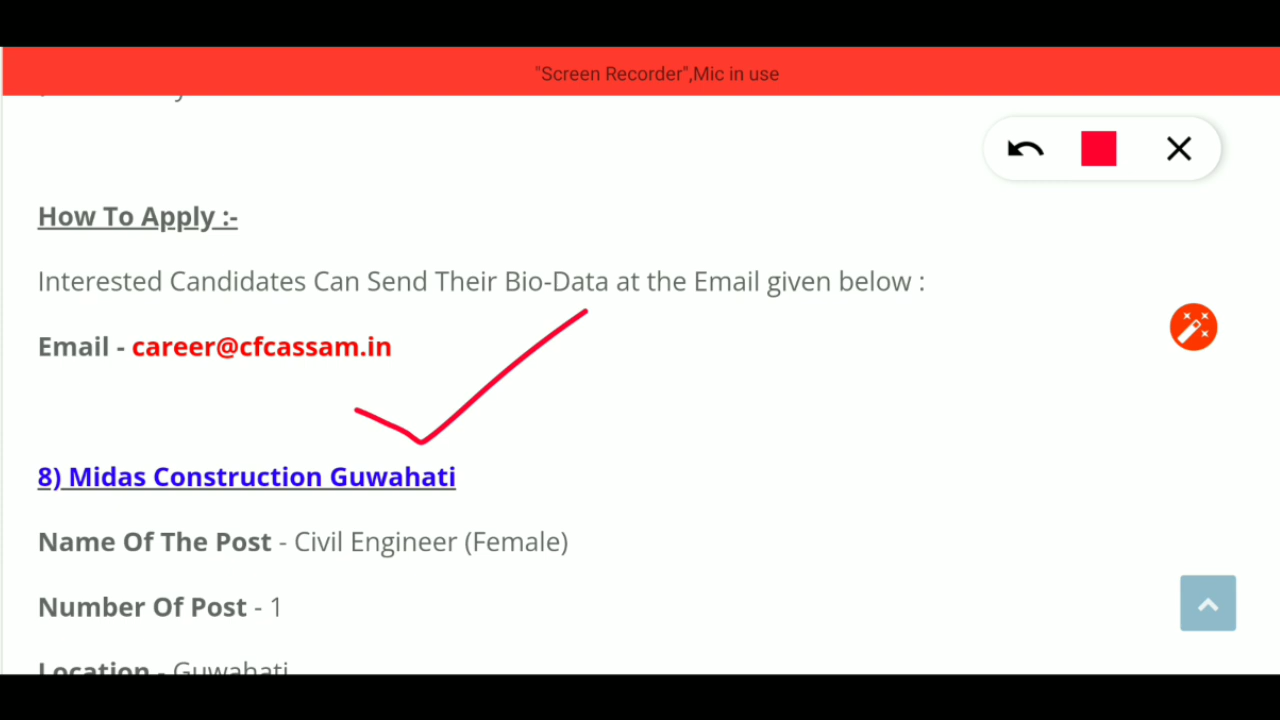 "Screen Recorder",Mic in use
How To Apply :-
Interested Candidates Can Send Their Bio-Data at the Email given below :
Email - career@cfcassam.in
8) Midas Construction Guwahati
Name Of The Post - Civil Engineer (Female)
Number Of Post - 1
Location - Guwahati